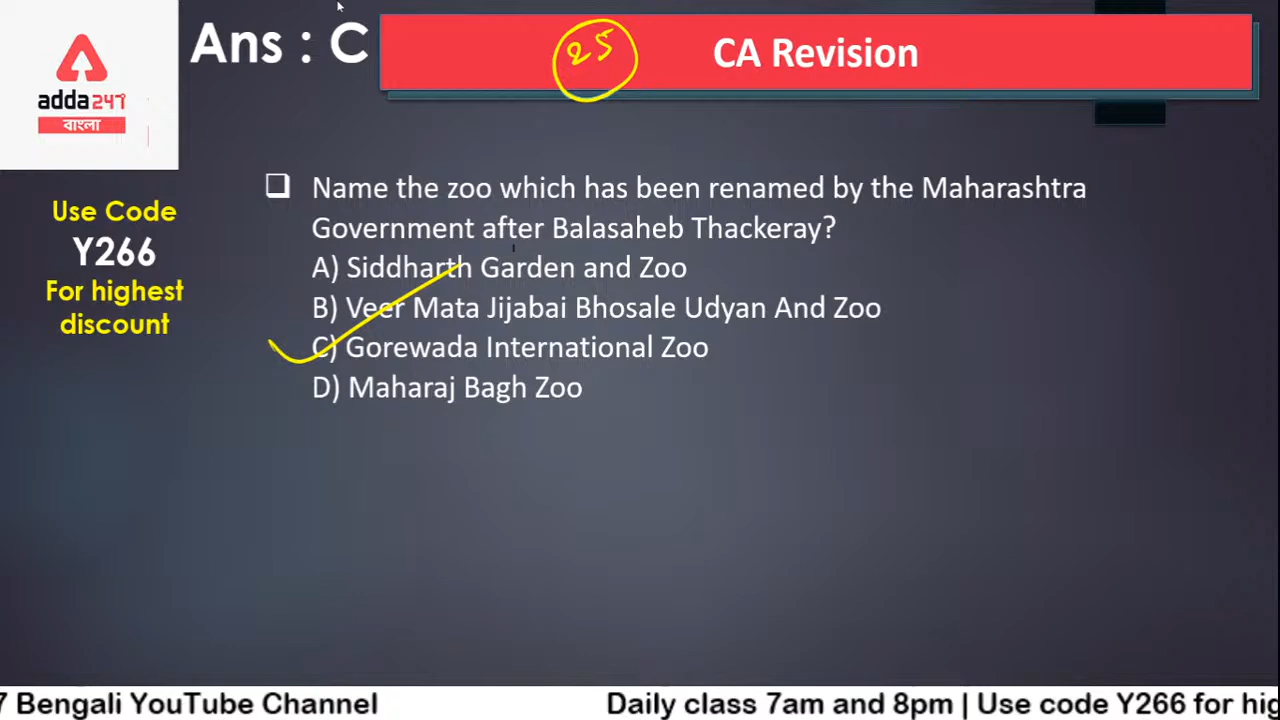 Ans : C
25
CA Revision
adda247
বাংলা
Use Code
Y266
For highest
discount
Name the zoo which has been renamed by the Maharashtra
Government after Balasaheb Thackeray?
A) Siddharth Garden and Zoo
B) Veer Mata Jijabai Bhosale Udyan And Zoo
C) Gorewada International Zoo
D) Maharaj Bagh Zoo
7 Bengali YouTube Channel Daily class 7am and 8pm | Use code Y266 for hig